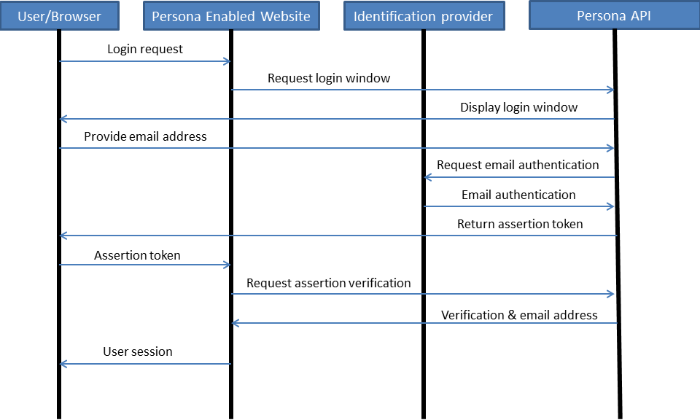 User/Browser
Persona Enabled Website
Identification provider
Persona API
Login request
Request login window
Display login window
Provide email address
Request email authentication
Email authentication
Return assertion token
Assertion token
Request assertion verification
Verification & email address
User session